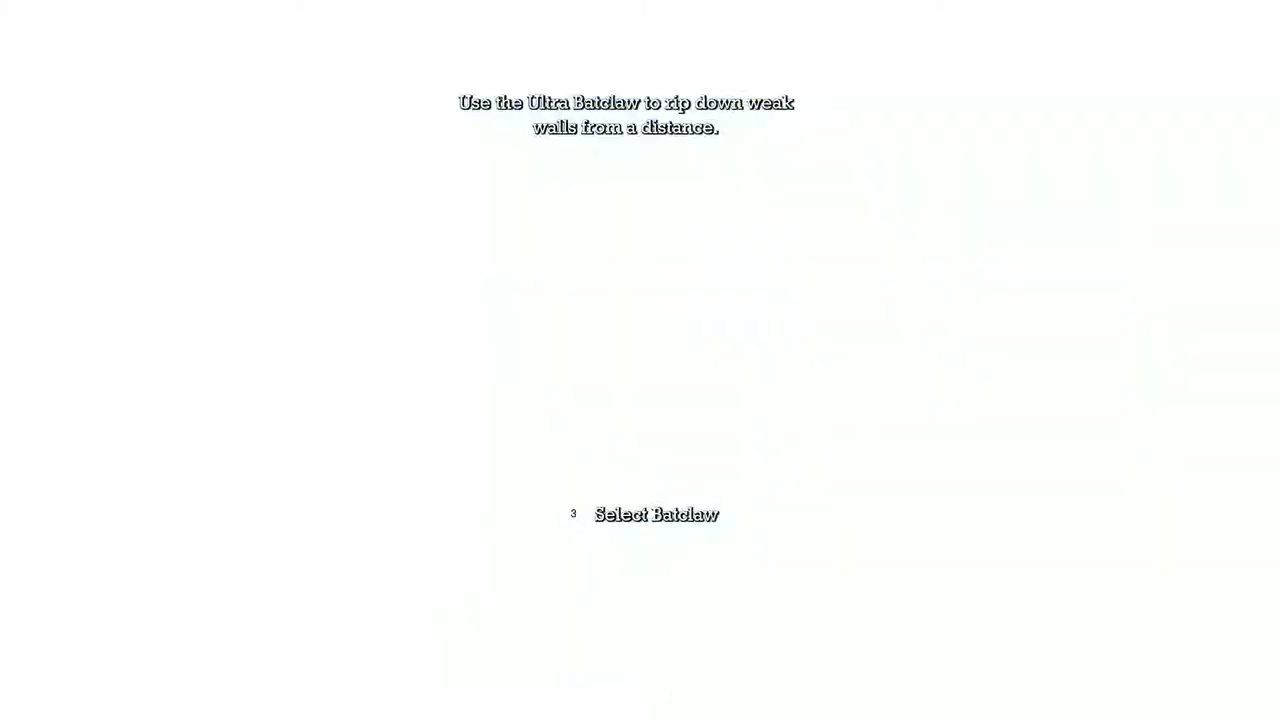 Use the Ultra Batclaw to rip down weak
walls from a distance.
3 Select Batclaw